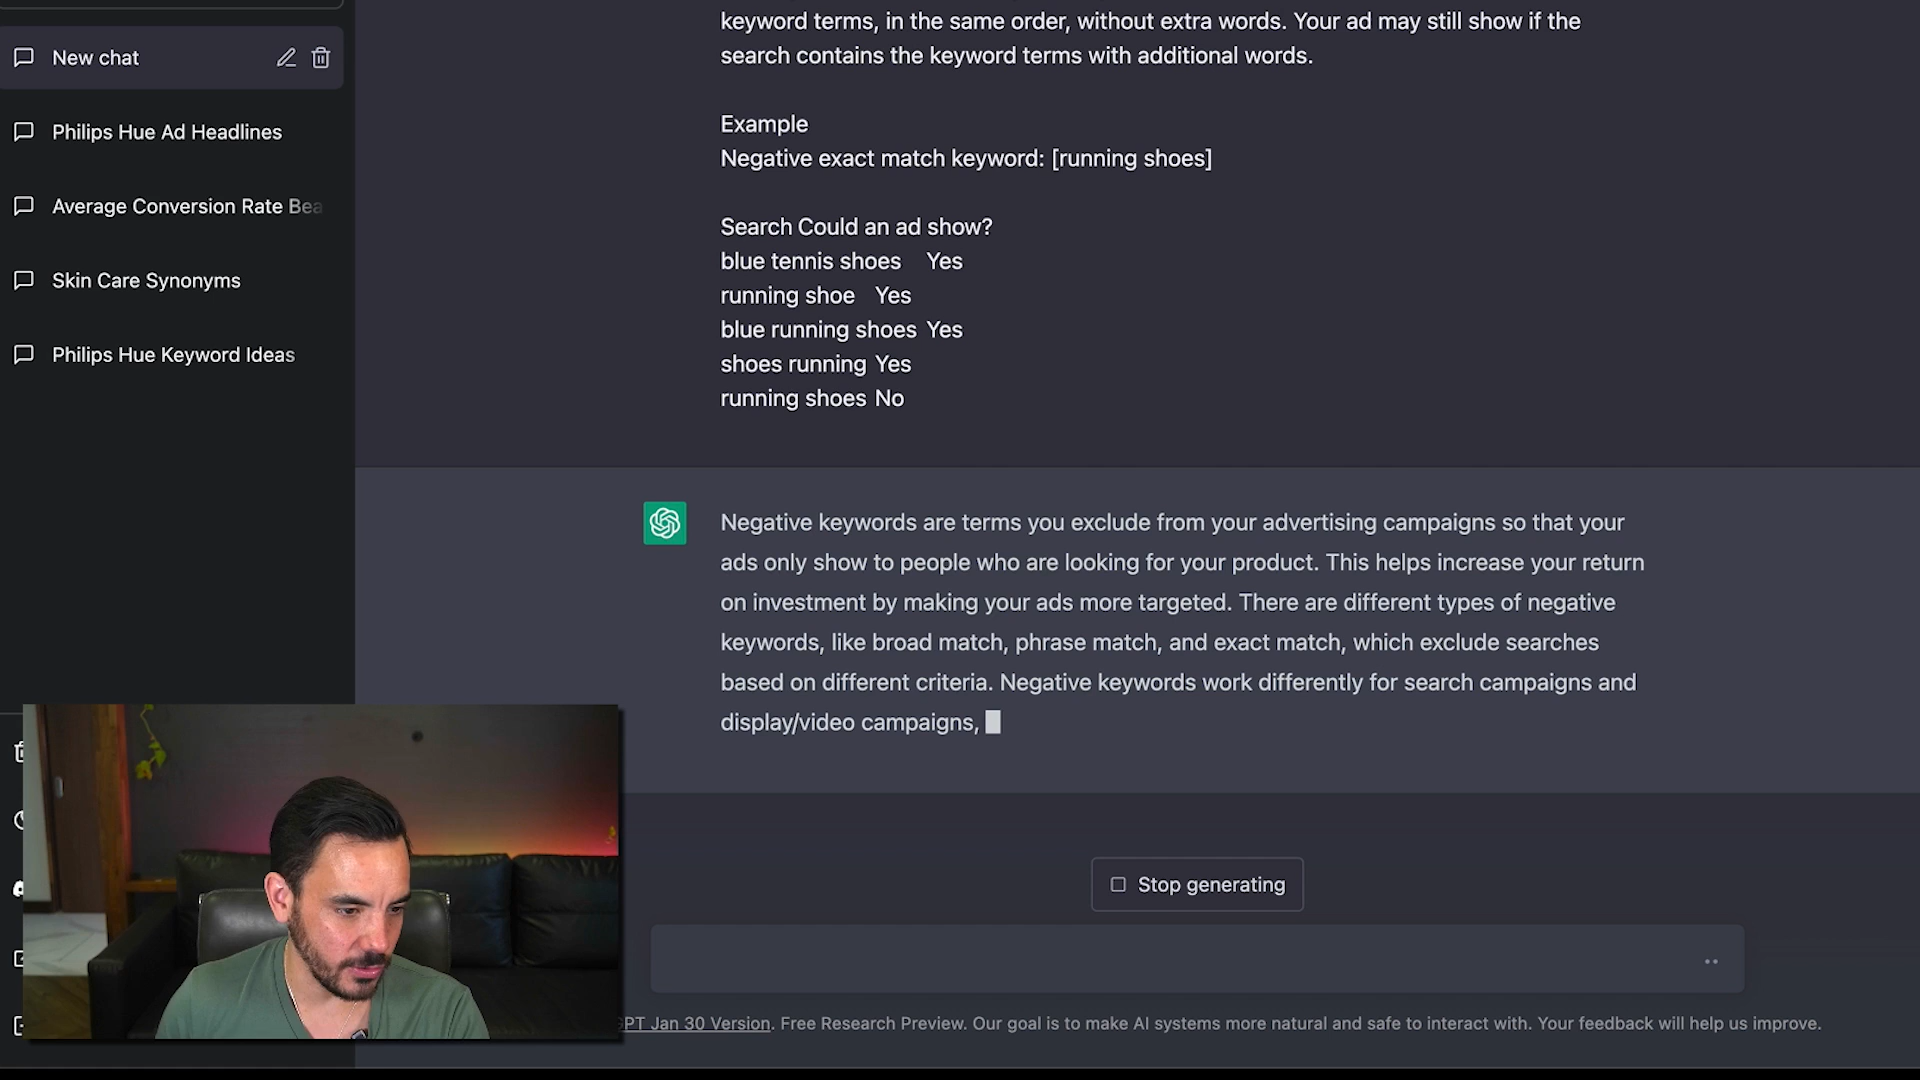 keyword terms, in the same order, without extra words. Your ad may still show if the
search contains the keyword terms with additional words.
New chat
Philips Hue Ad Headlines
Average Conversion Rate Bea
Skin Care Synonyms
Philips Hue Keyword Ideas
Example
Negative exact match keyword: [running shoes]
Search Could an ad show?
blue tennis shoes Yes
running shoe Yes
blue running shoes Yes
shoes running Yes
running shoes No
Negative keywords are terms you exclude from your advertising campaigns so that your
ads only show to people who are looking for your product. This helps increase your return
on investment by making your ads more targeted. There are different types of negative
keywords, like broad match, phrase match, and exact match, which exclude searches
based on different criteria. Negative keywords work differently for search campaigns and
display/video campaigns,
Stop generating
GPT Jan 30 Version. Free Research Preview. Our goal is to make AI systems more natural and safe to interact with. Your feedback will help us improve.